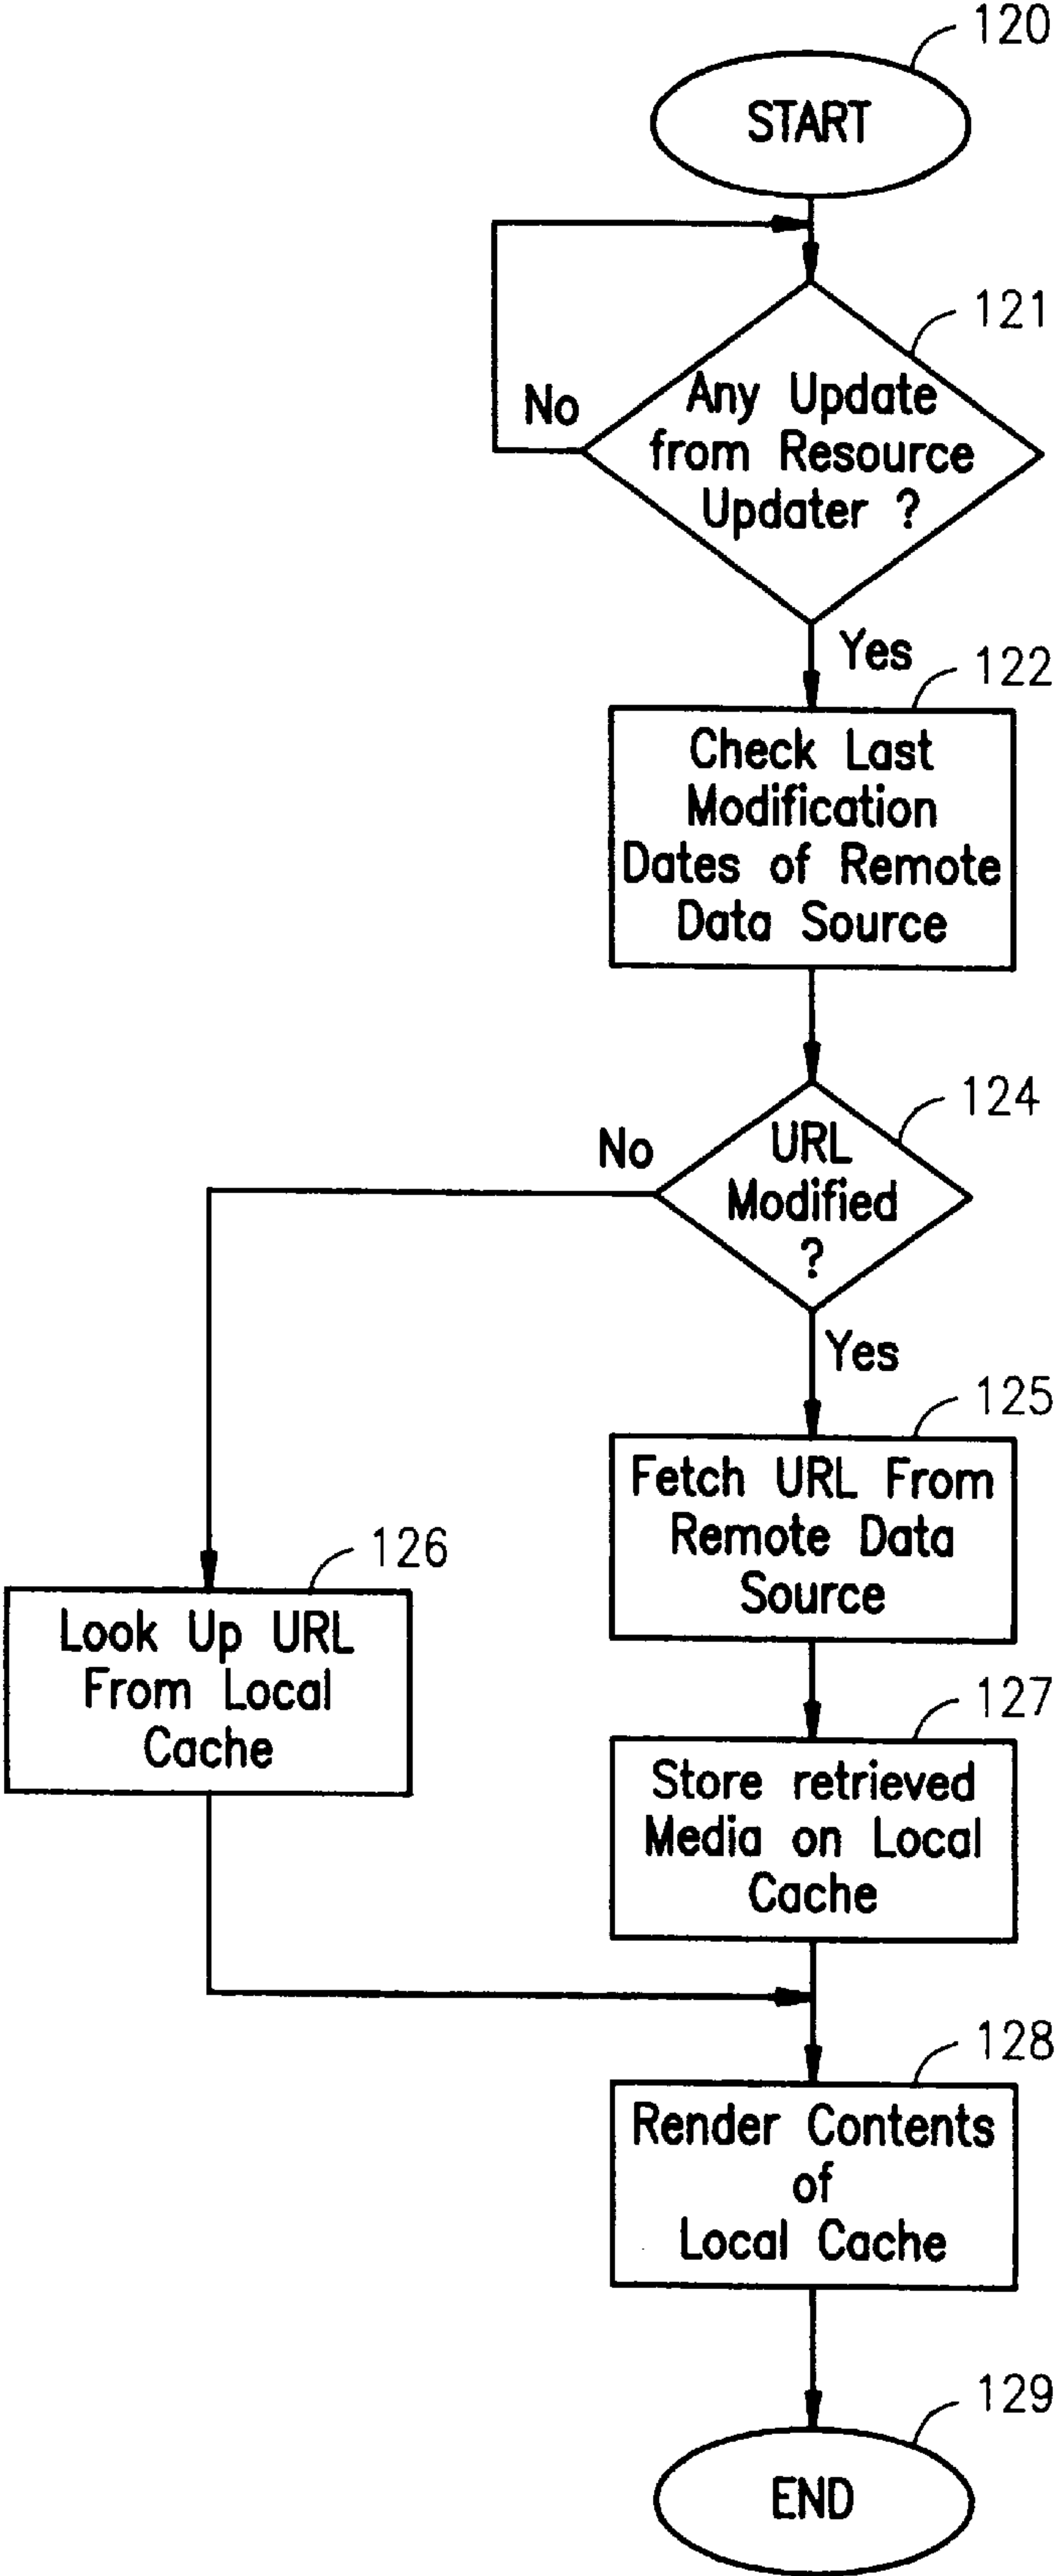 120
START
121
No
Any Update
from Resource
Updater ?
Yes
122
Check Last
Modification
Dates of Remote
Data Source
124
No
URL
Modified
?
Yes
125
Fetch URL From
Remote Data
Source
126
Look Up URL
From Local
Cache
127
Store retrieved
Media on Local
Cache
128
Render Contents
of
Local Cache
129
END